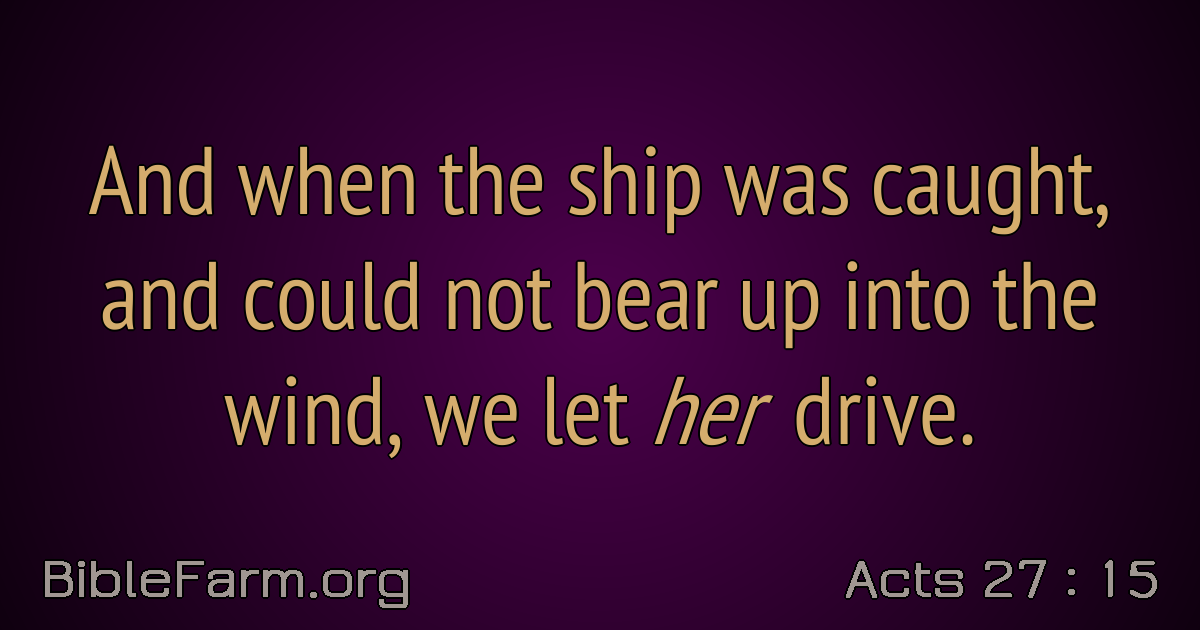 And when the ship was caught,
and could not bear up into the
wind, we let her drive.
BibleFarm.org
Acts 27 : 15